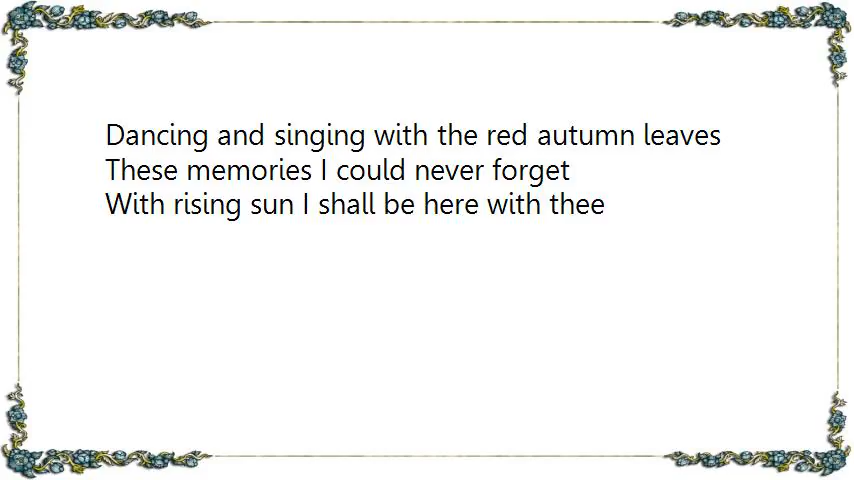 Dancing and singing with the red autumn leaves
These memories I could never forget
With rising sun I shall be here with thee